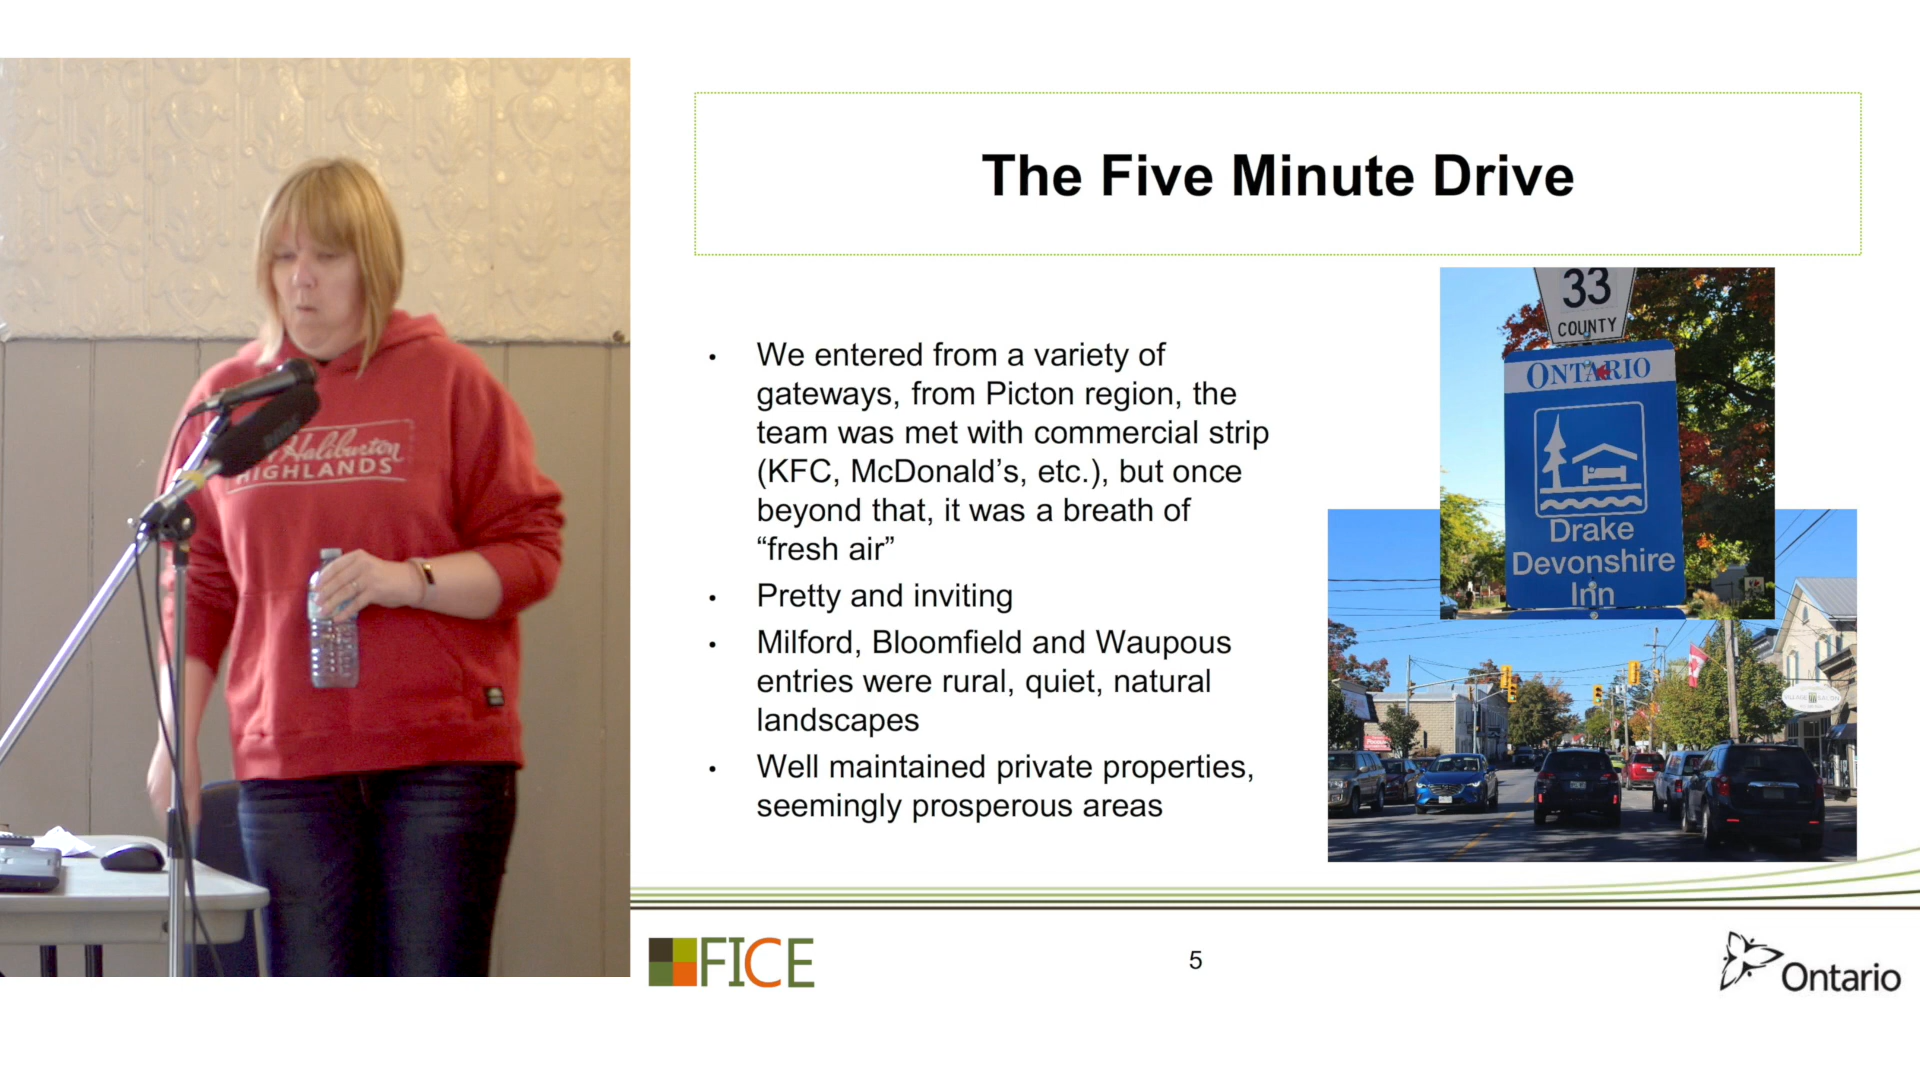 The Five Minute Drive
• We entered from a variety of
gateways, from Picton region, the
team was met with commercial strip
(KFC, McDonald’s, etc.), but once
beyond that, it was a breath of
“fresh air”
• Pretty and inviting
• Milford, Bloomfield and Waupous
entries were rural, quiet, natural
landscapes
• Well maintained private properties,
seemingly prosperous areas
33
COUNTY
ONTARIO
Drake
Devonshire
Inn
Haliburton
HIGHLANDS
FICE
5
Ontario